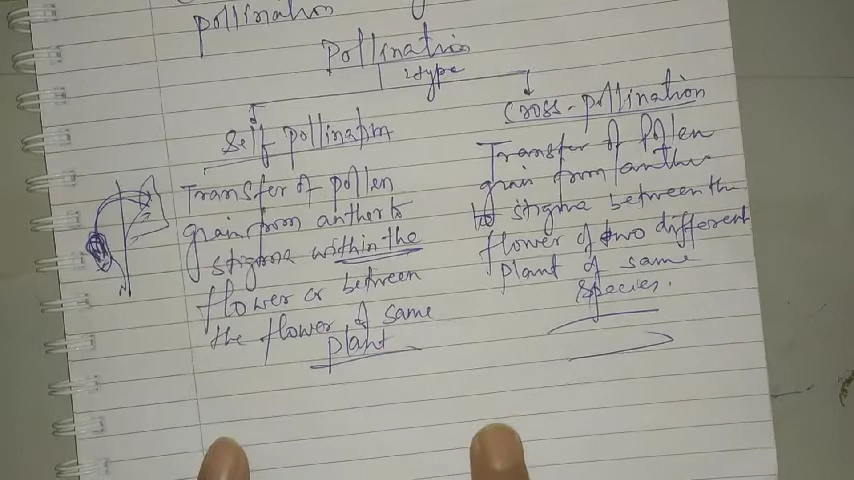 pollination
Pollination
type
Self pollination
Transfer of pollen
grain from anther to
stigma within the
flower or between
the flower of same
plant
Cross-pollination
Transfer of Pollen
grain from anther
to stigma between the
flower of two different
plant of same
species.